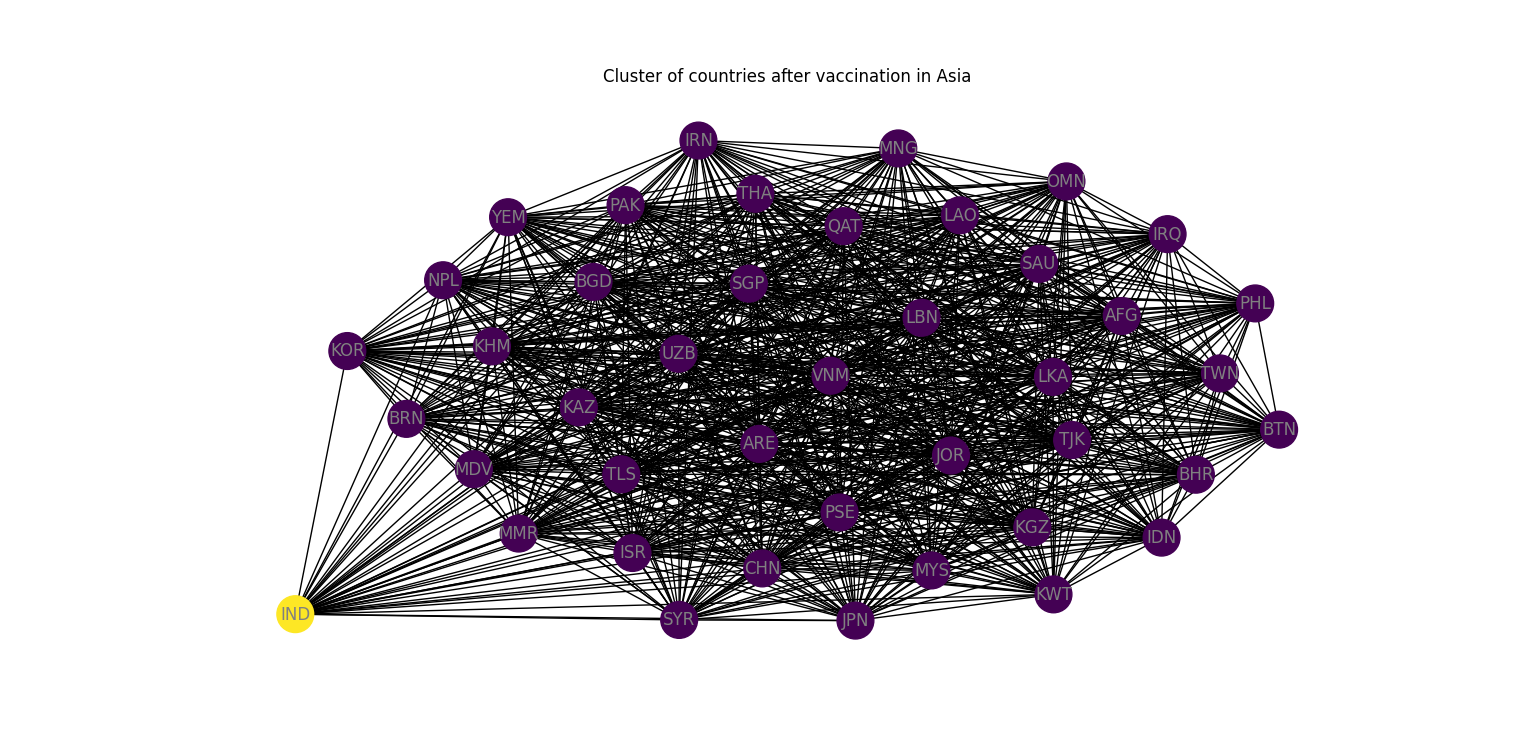 Cluster of countries after vaccination in Asia
IRN
MNG
OMN
THA
PAK
LAO
YEM
QAT
IRQ
SAU
NPL
BGD
SGP
PHL
AFG
LBN
KHM
KOR
UZB
TWN
VNM
LKA
KAZ
BRN
BTN
TJK
ARE
JOR
MDV
TLS
BHR
PSE
KGZ
MMR
IDN
ISR
CHN
MYS
KWT
IND
SYR
JPN